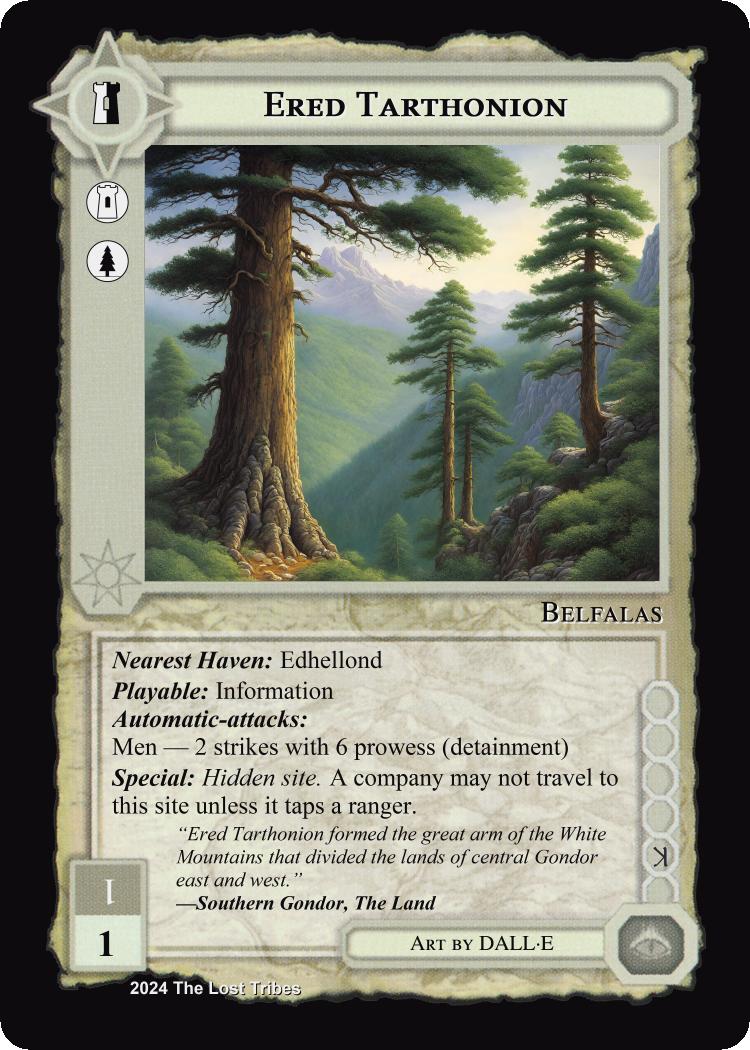 Ered Tarthonion
Belfalas
Nearest Haven: Edhellond
Playable: Information
Automatic-attacks:
Men — 2 strikes with 6 prowess (detainment)
Special: Hidden site. A company may not travel to
this site unless it taps a ranger.
“Ered Tarthonion formed the great arm of the White
Mountains that divided the lands of central Gondor
east and west.”
—Southern Gondor, The Land
1
1
Art by DALL·E
2024 The Lost Tribes